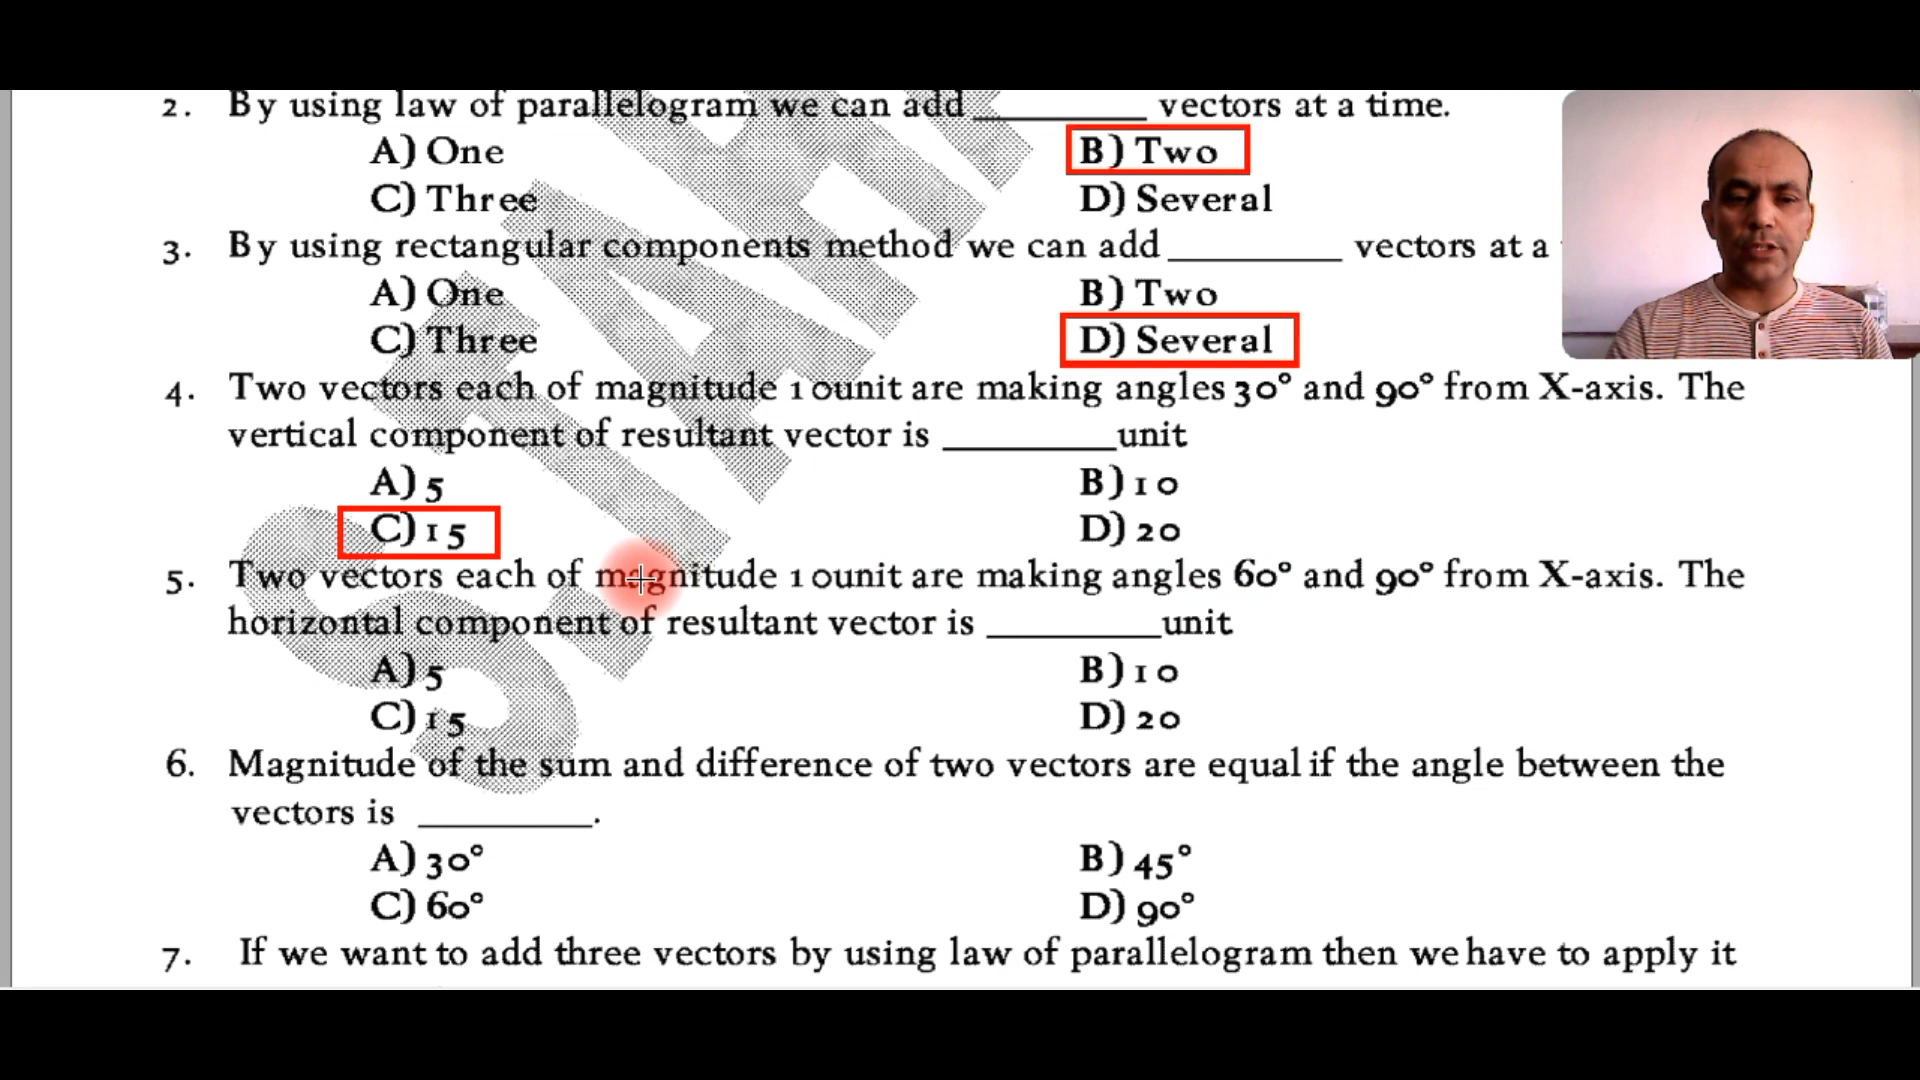 2. By using law of parallelogram we can add ________ vectors at a time.
A) One B) Two
C) Three D) Several
3. By using rectangular components method we can add ________ vectors at a
A) One B) Two
C) Three D) Several
4. Two vectors each of magnitude 10unit are making angles 30° and 90° from X-axis. The
vertical component of resultant vector is ________unit
A) 5 B) 10
C) 15 D) 20
5. Two vectors each of magnitude 10unit are making angles 60° and 90° from X-axis. The
horizontal component of resultant vector is ________unit
A) 5 B) 10
C) 15 D) 20
6. Magnitude of the sum and difference of two vectors are equal if the angle between the
vectors is ________.
A) 30° B) 45°
C) 60° D) 90°
7. If we want to add three vectors by using law of parallelogram then we have to apply it